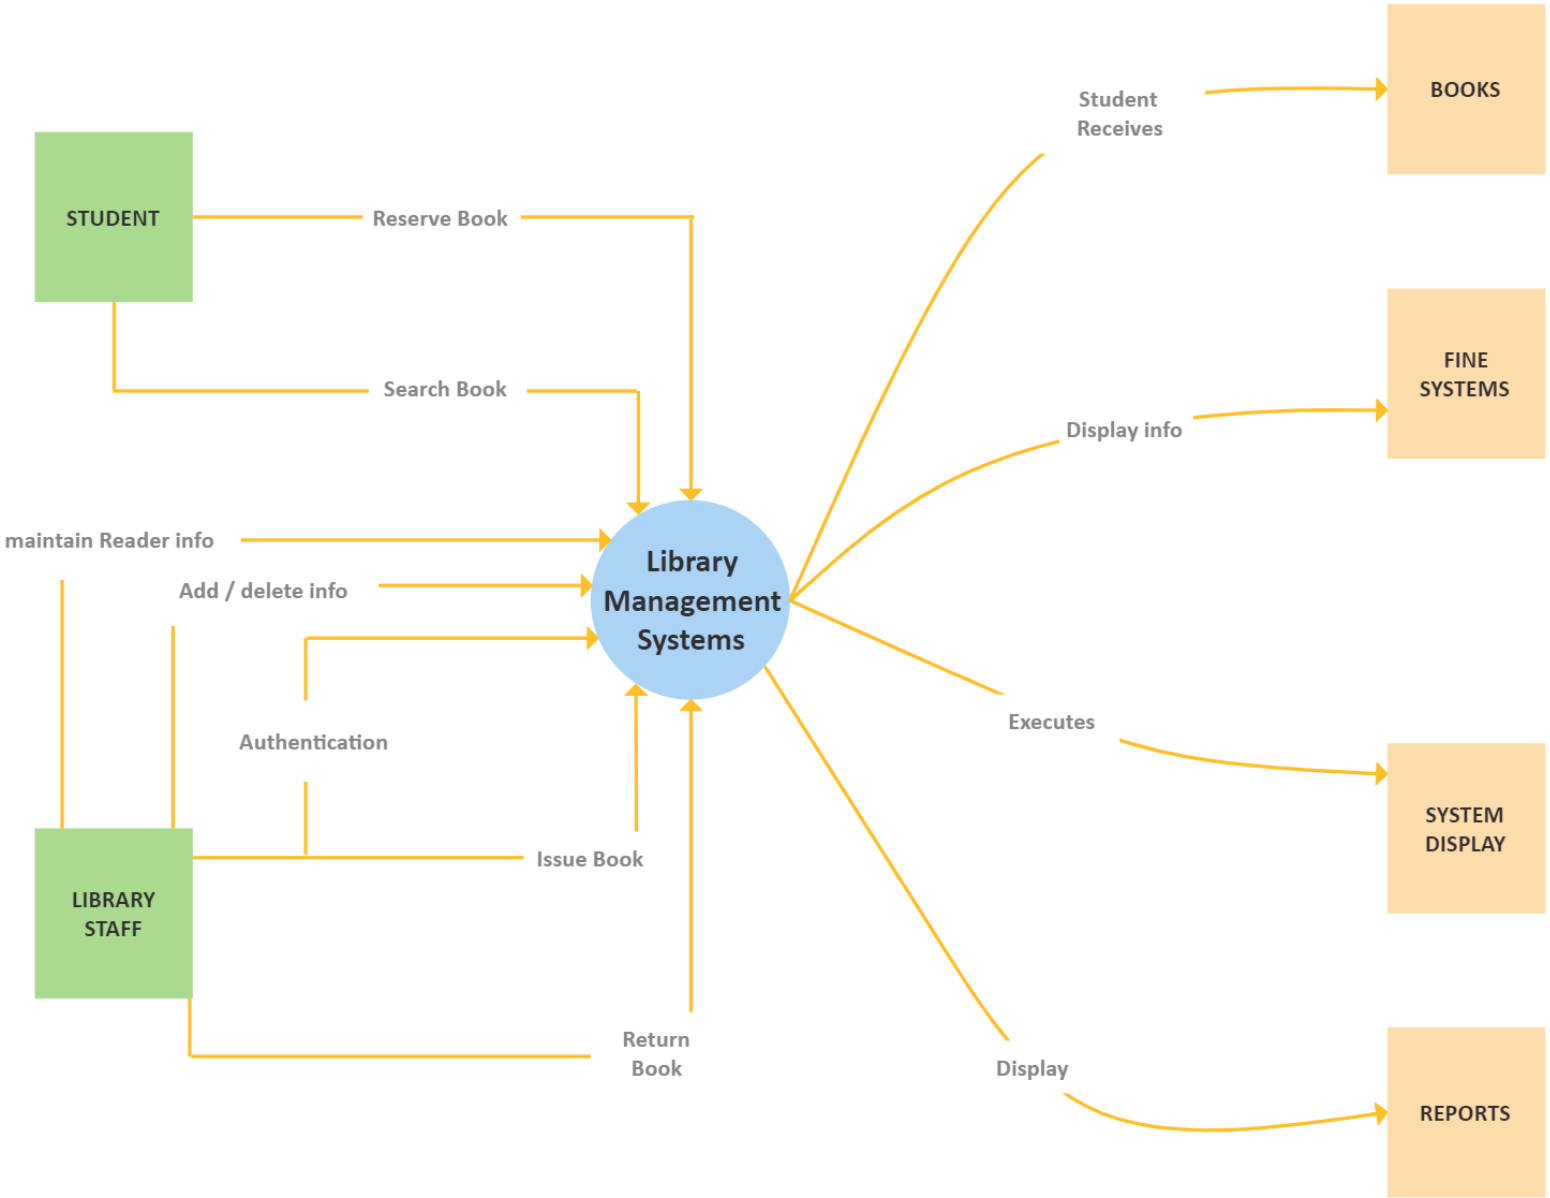 STUDENT
Reserve Book
Search Book
maintain Reader info
Add / delete info
Authentication
LIBRARY
STAFF
Issue Book
Return
Book
Library
Management
Systems
Student
Receives
BOOKS
Display info
FINE
SYSTEMS
Executes
SYSTEM
DISPLAY
Display
REPORTS